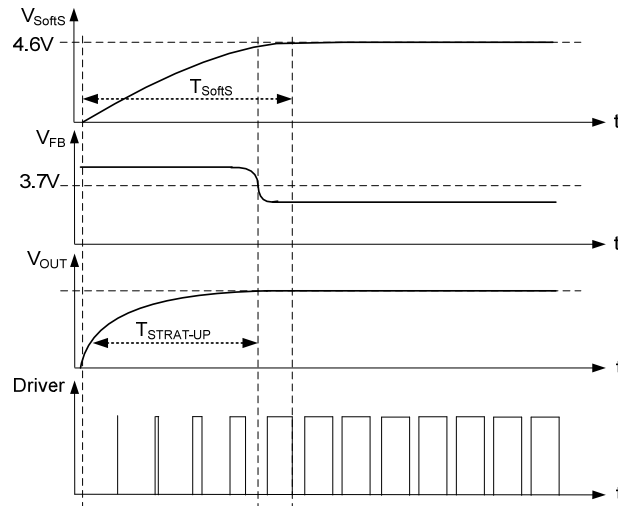 V_SoftS
4.6V
T_SoftS
t
V_FB
3.7V
t
V_OUT
T_STRAT-UP
t
Driver
t